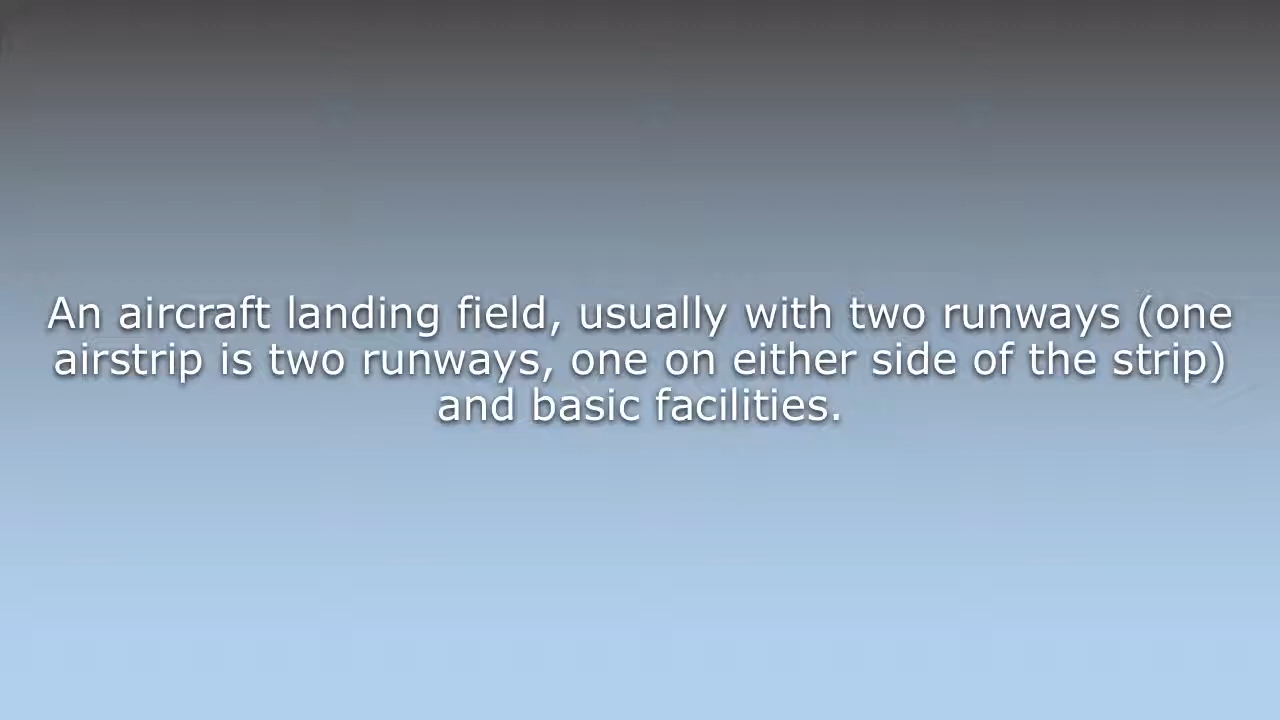 An aircraft landing field, usually with two runways (one
airstrip is two runways, one on either side of the strip)
and basic facilities.